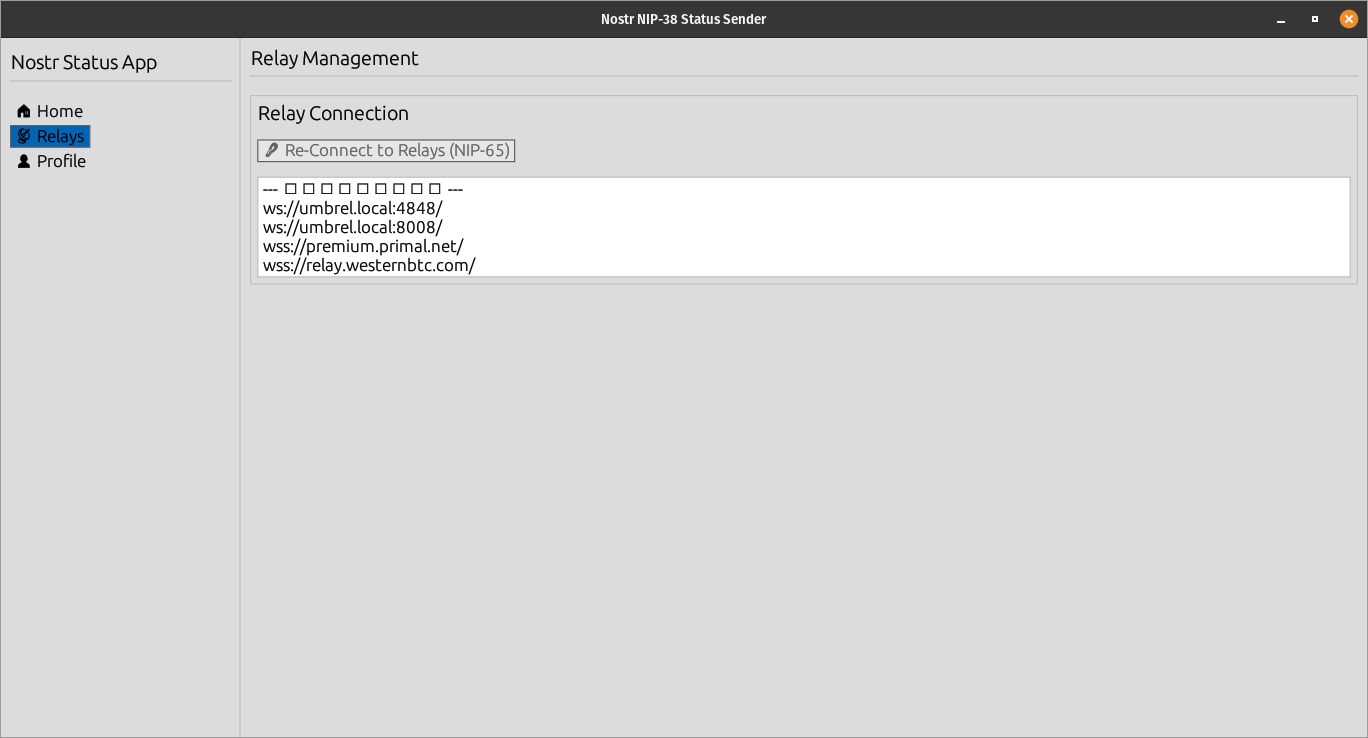 Nostr NIP-38 Status Sender
Nostr Status App
Home
Relays
Profile
Relay Management
Relay Connection
Re-Connect to Relays (NIP-65)
--- □ □ □ □ □ □ □ □ □ ---
ws://umbrel.local:4848/
ws://umbrel.local:8008/
wss://premium.primal.net/
wss://relay.westernbtc.com/